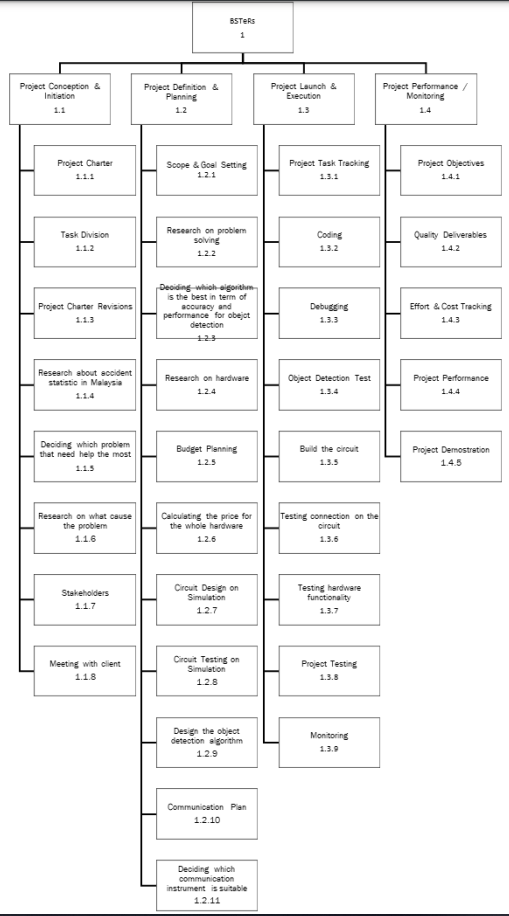 BSTeRs
1
Project Conception &
Initiation
1.1
Project Charter
1.1.1
Task Division
1.1.2
Project Charter Revisions
1.1.3
Research about accident
statistic in Malaysia
1.1.4
Deciding which problem
that need help the most
1.1.5
Research on what cause
the problem
1.1.6
Stakeholders
1.1.7
Meeting with client
1.1.8
Project Definition &
Planning
1.2
Scope & Goal Setting
1.2.1
Research on problem
solving
1.2.2
Deciding which algorithm
is the best in term of
accuracy and
performance for obejct
detection
1.2.3
Research on hardware
1.2.4
Budget Planning
1.2.5
Calculating the price for
the whole hardware
1.2.6
Circuit Design on
Simulation
1.2.7
Circuit Testing on
Simulation
1.2.8
Design the object
detection algorithm
1.2.9
Communication Plan
1.2.10
Deciding which
communication
instrument is suitable
1.2.11
Project Launch &
Execution
1.3
Project Task Tracking
1.3.1
Coding
1.3.2
Debugging
1.3.3
Object Detection Test
1.3.4
Build the circuit
1.3.5
Testing connection on the
circuit
1.3.6
Testing hardware
functionality
1.3.7
Project Testing
1.3.8
Monitoring
1.3.9
Project Performance /
Monitoring
1.4
Project Objectives
1.4.1
Quality Deliverables
1.4.2
Effort & Cost Tracking
1.4.3
Project Performance
1.4.4
Project Demostration
1.4.5